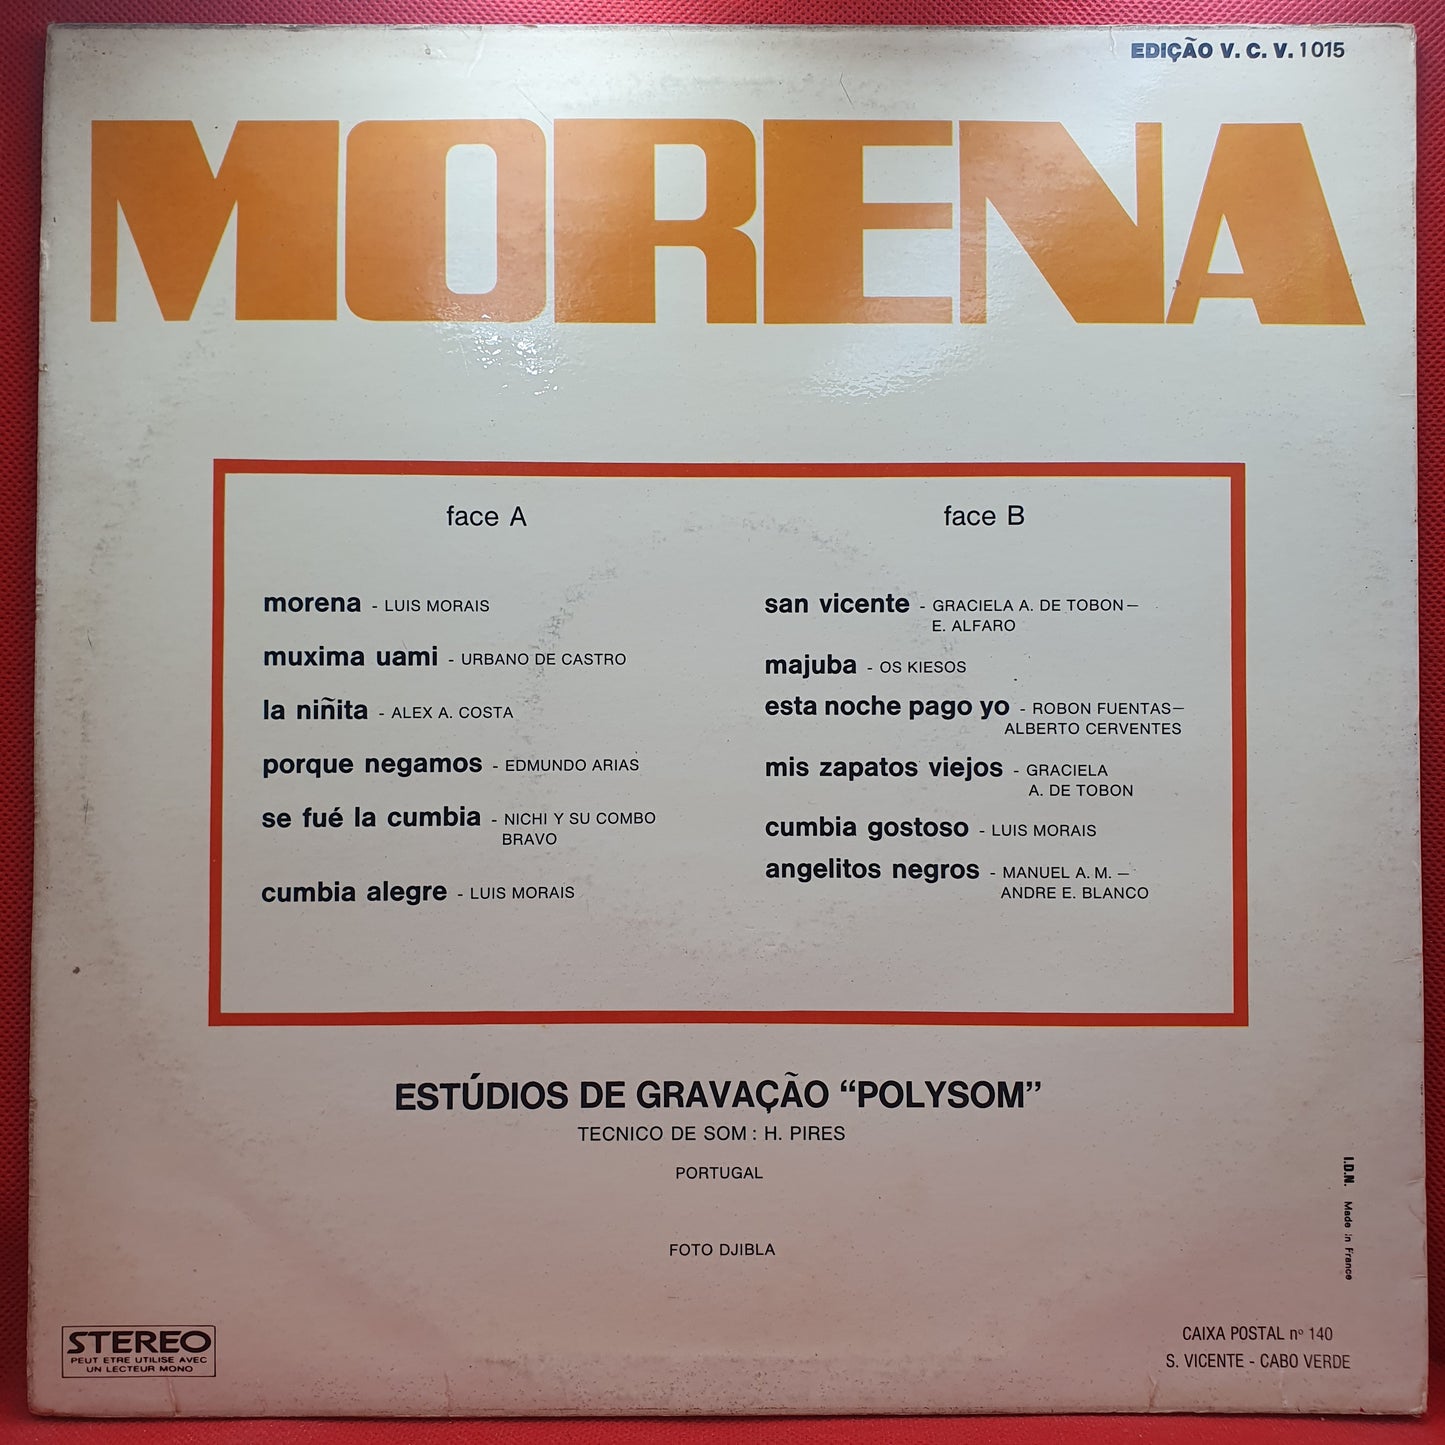 EDIÇÃO V. C. V. 1015
MORENA
face A
morena - LUIS MORAIS
muxima uami - URBANO DE CASTRO
la niñita - ALEX A. COSTA
porque negamos - EDMUNDO ARIAS
se fué la cumbia - NICHI Y SU COMBO
BRAVO
cumbia alegre - LUIS MORAIS
face B
san vicente - GRACIELA A. DE TOBON —
E. ALFARO
majuba - OS KIESOS
esta noche pago yo - ROBON FUENTAS —
ALBERTO CERVENTES
mis zapatos viejos - GRACIELA
A. DE TOBON
cumbia gostoso - LUIS MORAIS
angelitos negros - MANUEL A. M. —
ANDRE E. BLANCO
ESTÚDIOS DE GRAVAÇÃO “POLYSOM”
TECNICO DE SOM : H. PIRES
PORTUGAL
FOTO DJIBLA
I.D.N. Made in France
STEREO
PEUT ETRE UTILISE AVEC
UN LECTEUR MONO
CAIXA POSTAL nº 140
S. VICENTE - CABO VERDE